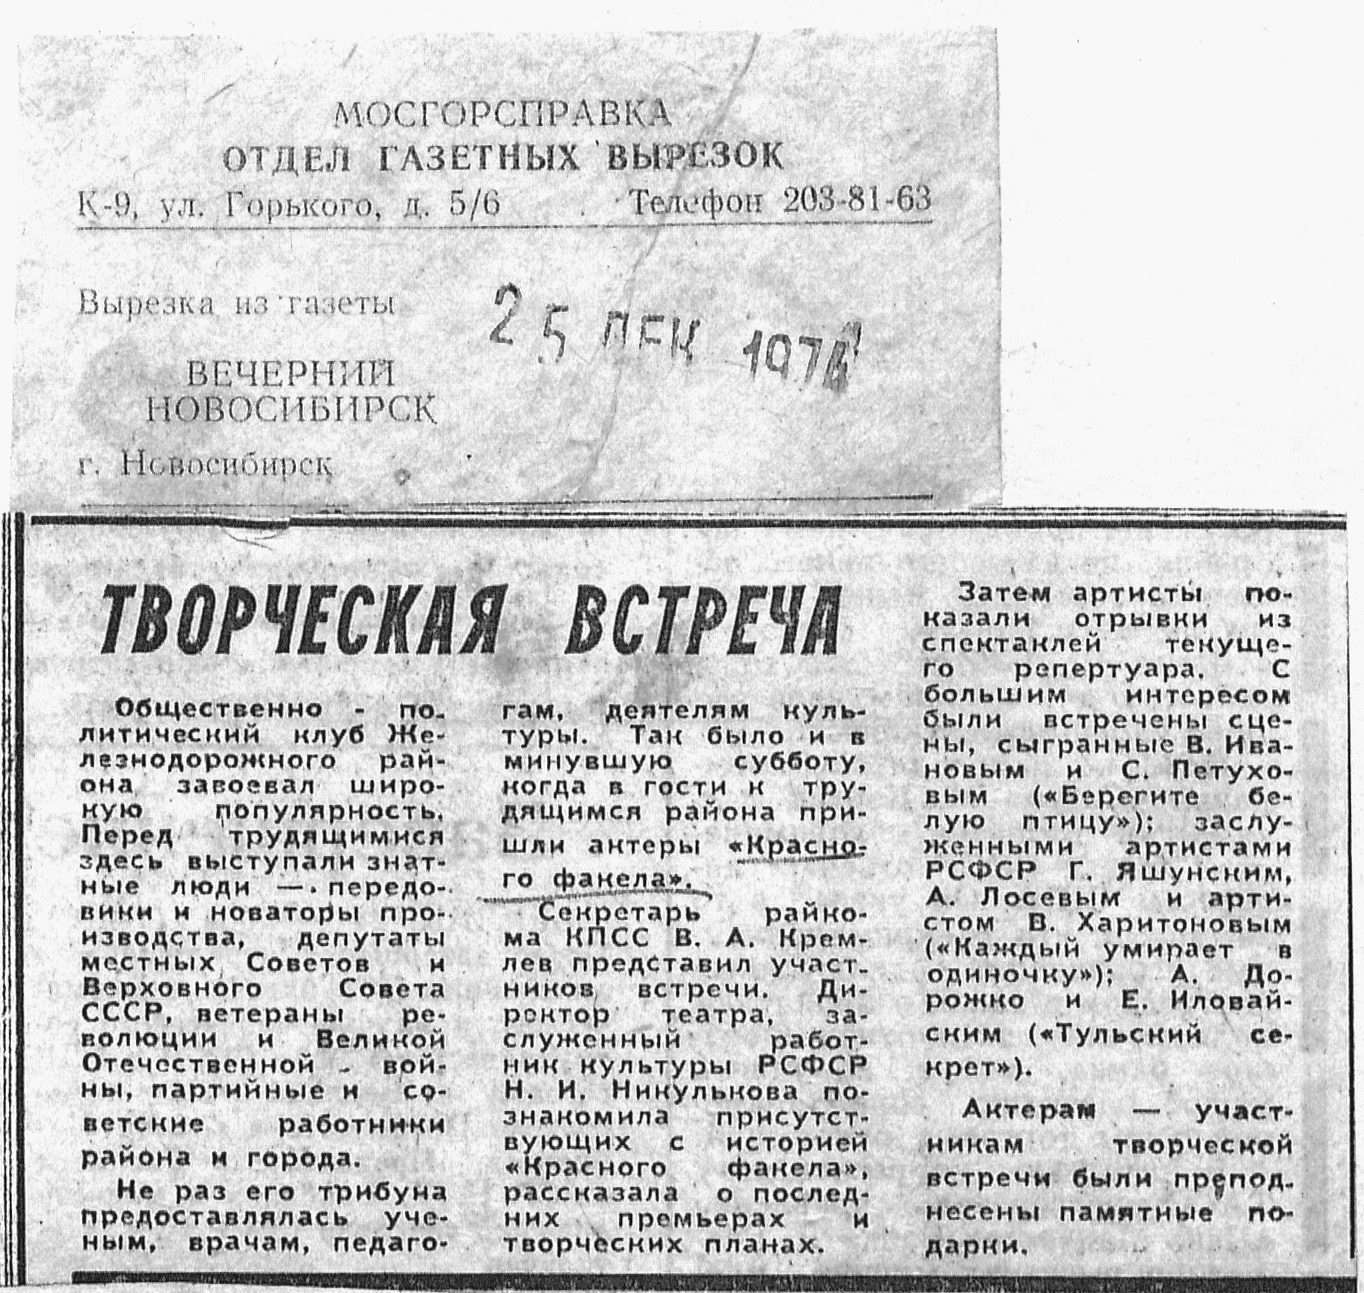 МОСГОРСПРАВКА
ОТДЕЛ ГАЗЕТНЫХ ВЫРЕЗОК
К-9, ул. Горького, д. 5/6 Телефон 203-81-63
Вырезка из газеты
25 ДЕК 1974
ВЕЧЕРНИЙ
НОВОСИБИРСК
г. Новосибирск
ТВОРЧЕСКАЯ ВСТРЕЧА
Общественно - по-
литический клуб Же-
лезнодорожного рай-
она завоевал широ-
кую популярность.
Перед трудящимися
здесь выступали знат-
ные люди — передо-
вики и новаторы про-
изводства, депутаты
местных Советов и
Верховного Совета
СССР, ветераны ре-
волюции и Великой
Отечественной вой-
ны, партийные и со-
ветские работники
района и города.
Не раз его трибуна
предоставлялась уче-
ным, врачам, педаго-
гам, деятелям куль-
туры. Так было и в
минувшую субботу,
когда в гости к тру-
дящимся района при-
шли актеры «Красно-
го факела».
Секретарь райко-
ма КПСС В. А. Крем-
лев представил участ-
ников встречи. Ди-
ректор театра, за-
служенный работ-
ник культуры РСФСР
Н. И. Никулькова по-
знакомила присутст-
вующих с историей
«Красного факела»,
рассказала о послед-
них премьерах и
творческих планах.
Затем артисты по-
казали отрывки из
спектаклей текуще-
го репертуара. С
большим интересом
были встречены сце-
ны, сыгранные В. Ива-
новым и С. Петухо-
вым («Берегите бе-
лую птицу»); заслу-
женными артистами
РСФСР Г. Яшунским,
А. Лосевым и арти-
стом В. Харитоновым
(«Каждый умирает в
одиночку»); А. До-
рожко и Е. Иловай-
ским («Тульский се-
крет»).
Актерам — участ-
никам творческой
встречи были препод-
несены памятные по-
дарки.